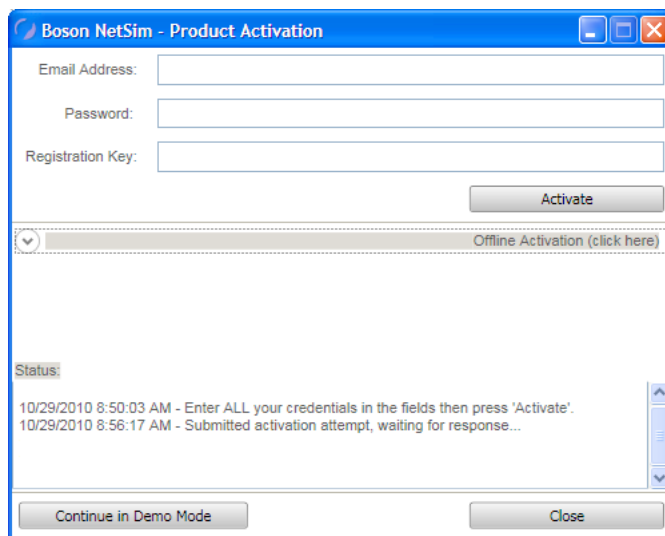 Boson NetSim - Product Activation
Email Address:
Password:
Registration Key:
Activate
Offline Activation (click here)
Status:
10/29/2010 8:50:03 AM - Enter ALL your credentials in the fields then press 'Activate'.
10/29/2010 8:56:17 AM - Submitted activation attempt, waiting for response...
Continue in Demo Mode
Close